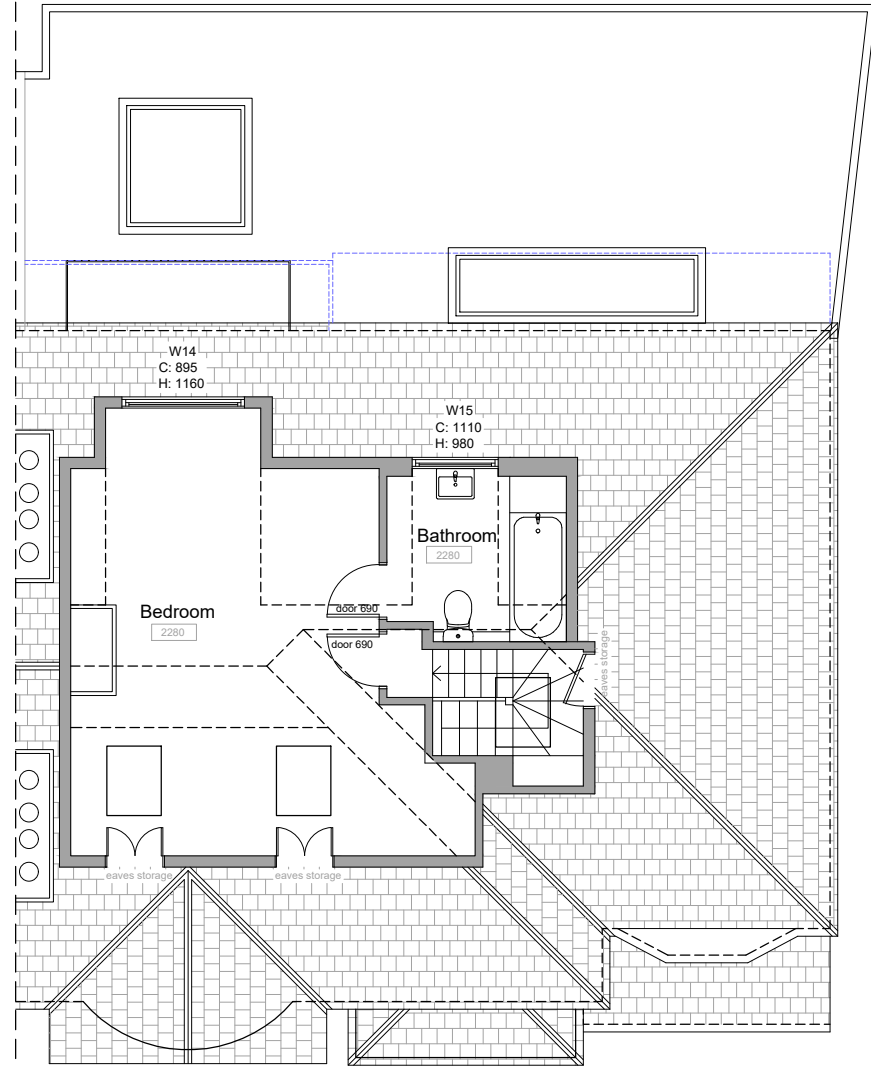 W14
C: 895
H: 1160
W15
C: 1110
H: 980
Bathroom
2280
Bedroom
2280
door 690
door 690
eaves storage
eaves storage
eaves storage